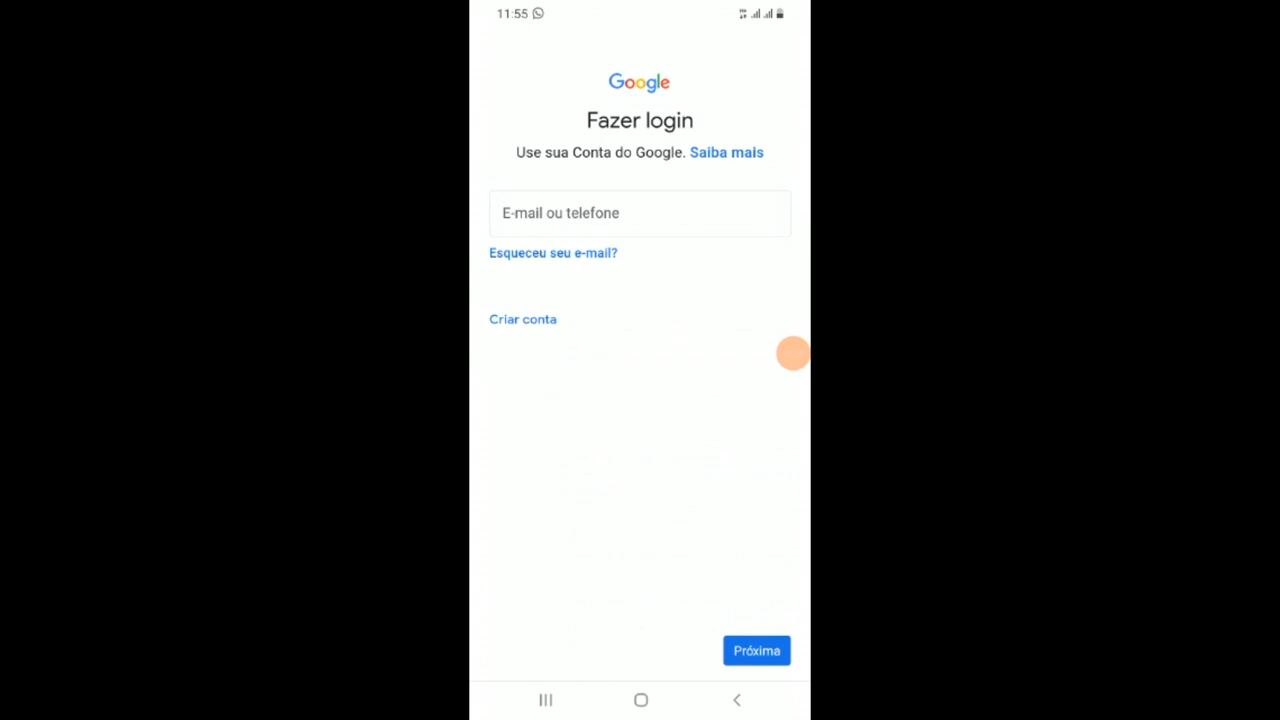 11:55
Google
Fazer login
Use sua Conta do Google. Saiba mais
E-mail ou telefone
Esqueceu seu e-mail?
Criar conta
Próxima